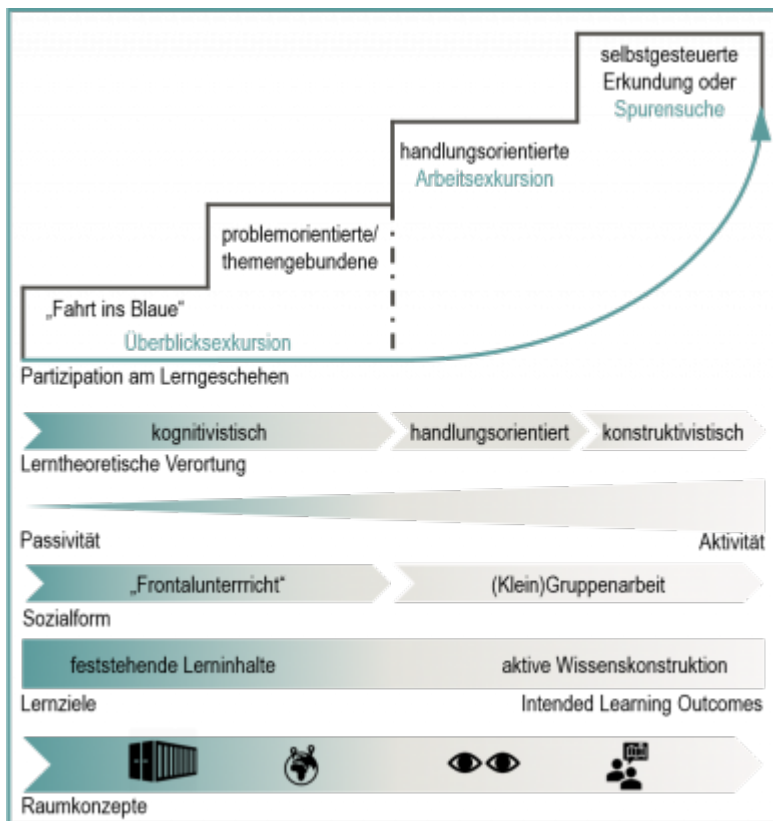 selbstgesteuerte
Erkundung oder
Spurensuche
handlungsorientierte
Arbeitsexkursion
problemorientierte/
themengebundene
„Fahrt ins Blaue“
Überblicksexkursion
Partizipation am Lerngeschehen
kognitivistisch handlungsorientiert konstruktivistisch
Lerntheoretische Verortung
Passivität Aktivität
„Frontalunterrricht“ (Klein)Gruppenarbeit
Sozialform
feststehende Lerninhalte aktive Wissenskonstruktion
Lernziele Intended Learning Outcomes
Raumkonzepte